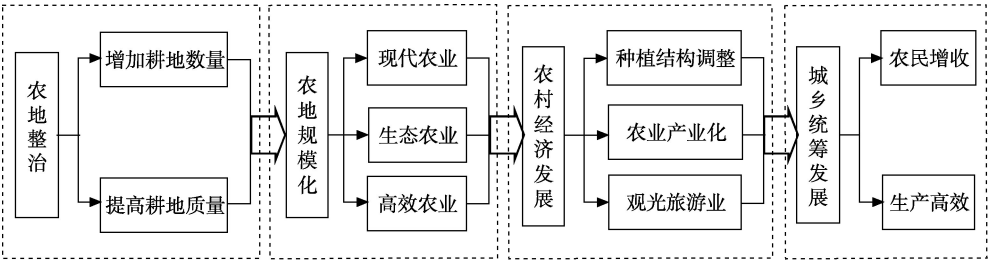 农地整治
增加耕地数量
提高耕地质量
农地规模化
现代农业
生态农业
高效农业
农村经济发展
种植结构调整
农业产业化
观光旅游业
城乡统筹发展
农民增收
生产高效